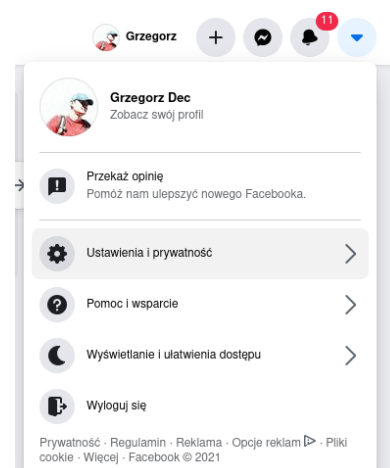 Grzegorz
11
Grzegorz Dec
Zobacz swój profil
Przekaż opinię
Pomóż nam ulepszyć nowego Facebooka.
Ustawienia i prywatność
Pomoc i wsparcie
Wyświetlanie i ułatwienia dostępu
Wyloguj się
Prywatność · Regulamin · Reklama · Opcje reklam · Pliki
cookie · Więcej · Facebook © 2021